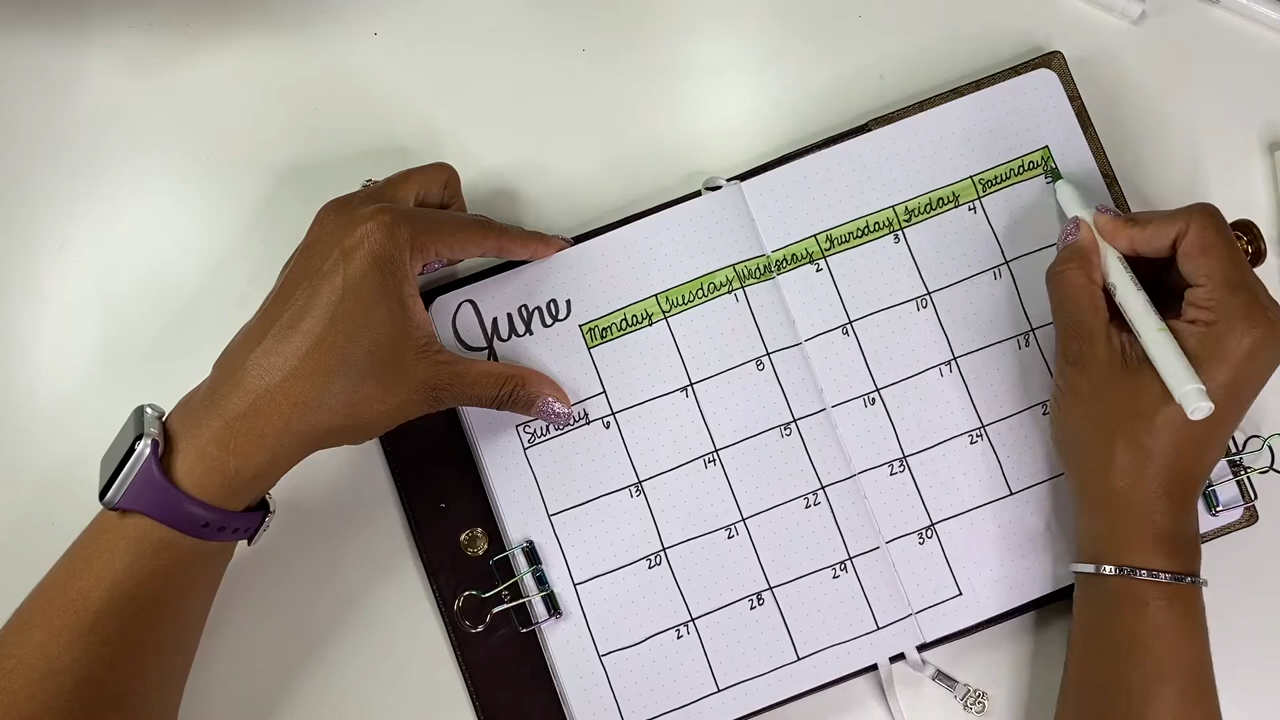 June
Monday Tuesday Wednesday Thursday Friday Saturday
1 2 3 4 5
Sunday
6 7 8 9 10 11
13 14 15 16 17 18
20 21 22 23 24
27 28 29 30